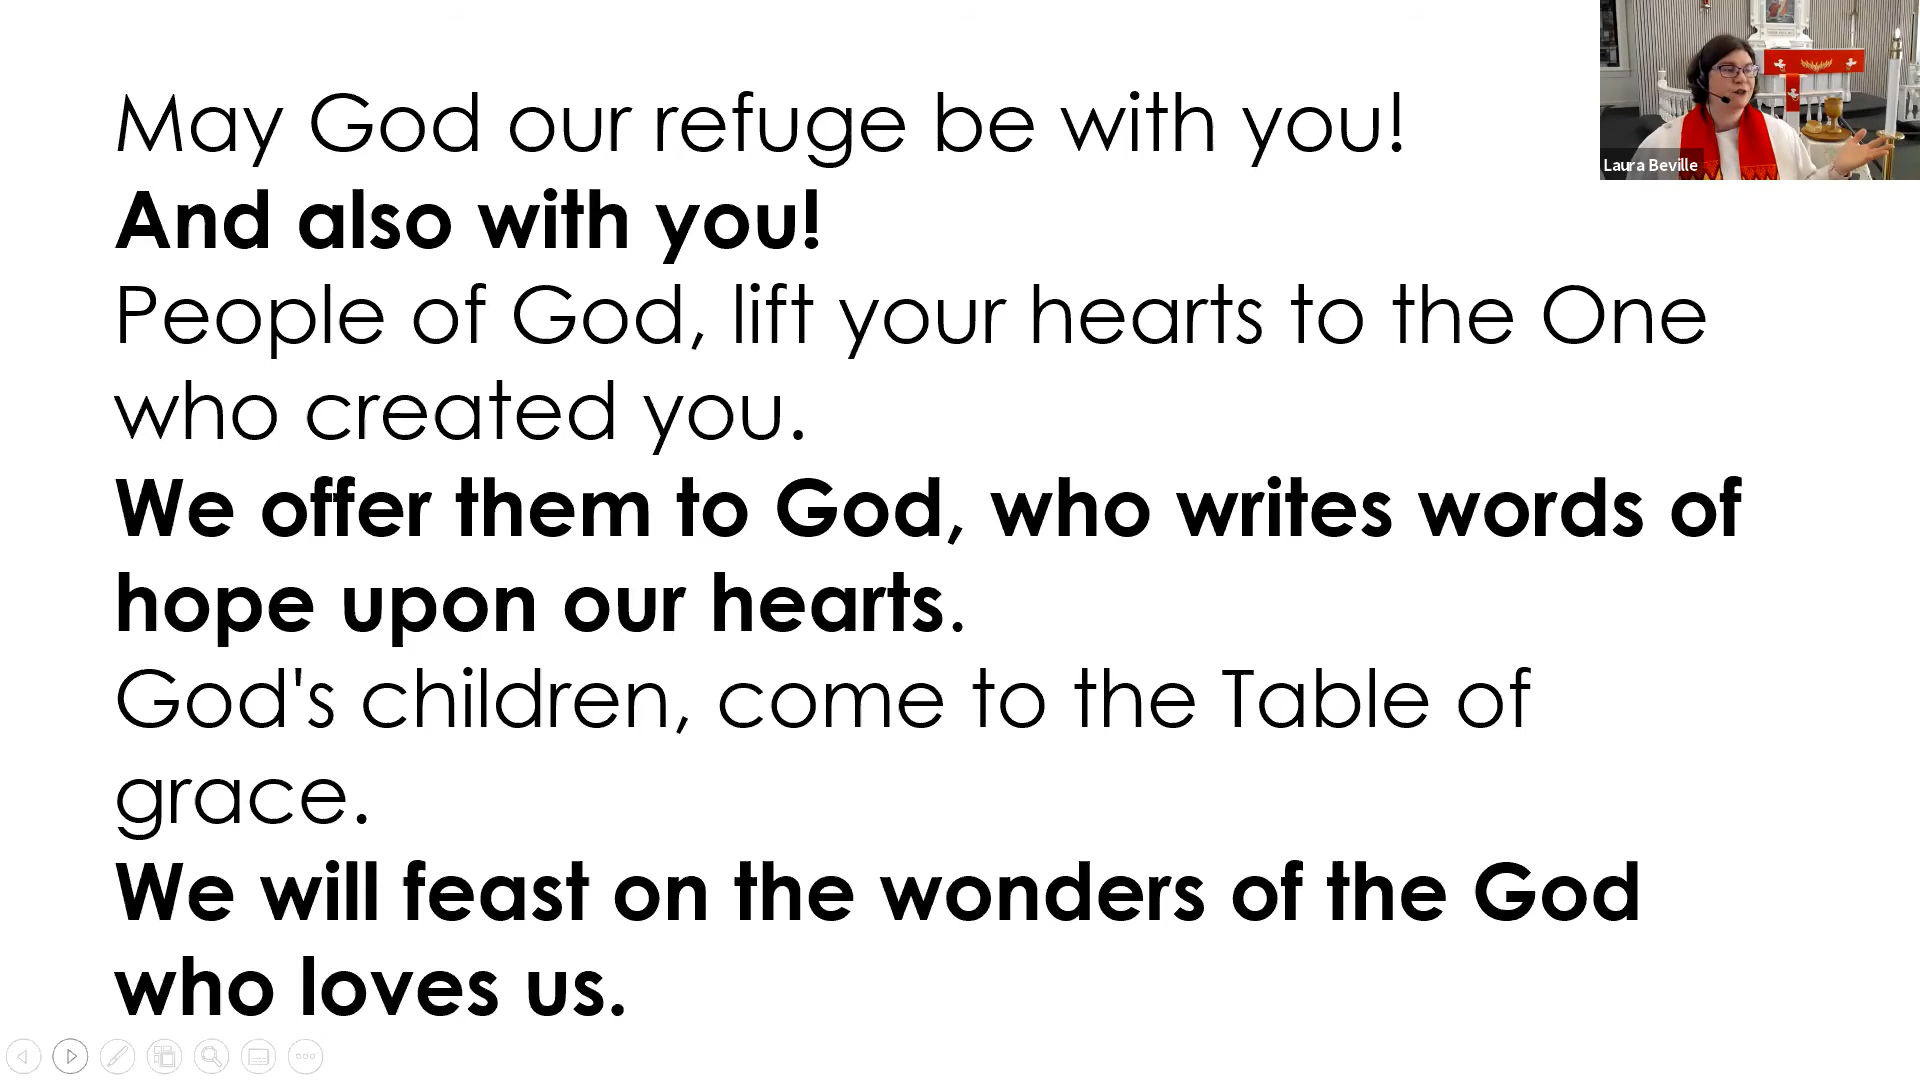 May God our refuge be with you!
And also with you!
People of God, lift your hearts to the One
who created you.
We offer them to God, who writes words of
hope upon our hearts.
God's children, come to the Table of
grace.
We will feast on the wonders of the God
who loves us.
Laura Beville